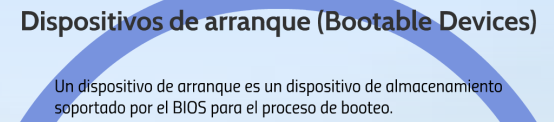 Dispositivos de arranque (Bootable Devices)
Un dispositivo de arranque es un dispositivo de almacenamiento
soportado por el BIOS para el proceso de booteo.